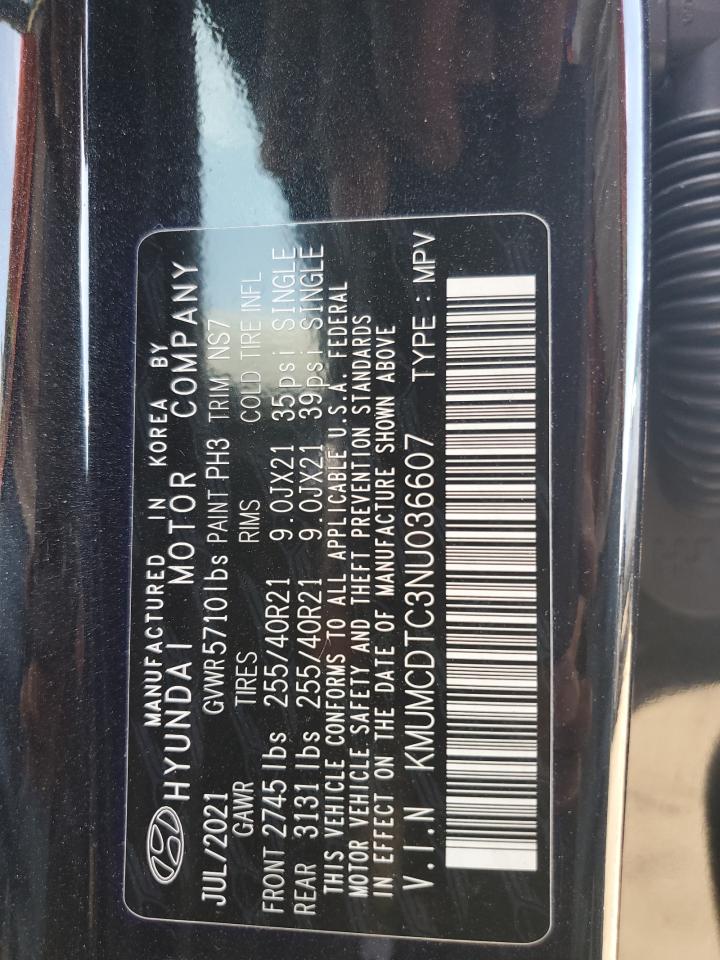 MANUFACTURED IN KOREA BY
HYUNDAI MOTOR COMPANY
JUL/2021 GVWR5710lbs PAINT PH3 TRIM NS7
GAWR TIRES RIMS COLD TIRE INFL
FRONT 2745 lbs 255/40R21 9.0JX21 35psi SINGLE
REAR 3131 lbs 255/40R21 9.0JX21 39psi SINGLE
THIS VEHICLE CONFORMS TO ALL APPLICABLE U.S.A. FEDERAL
MOTOR VEHICLE SAFETY AND THEFT PREVENTION STANDARDS
IN EFFECT ON THE DATE OF MANUFACTURE SHOWN ABOVE
V.I.N KMUMCDTC3NU036607 TYPE : MPV